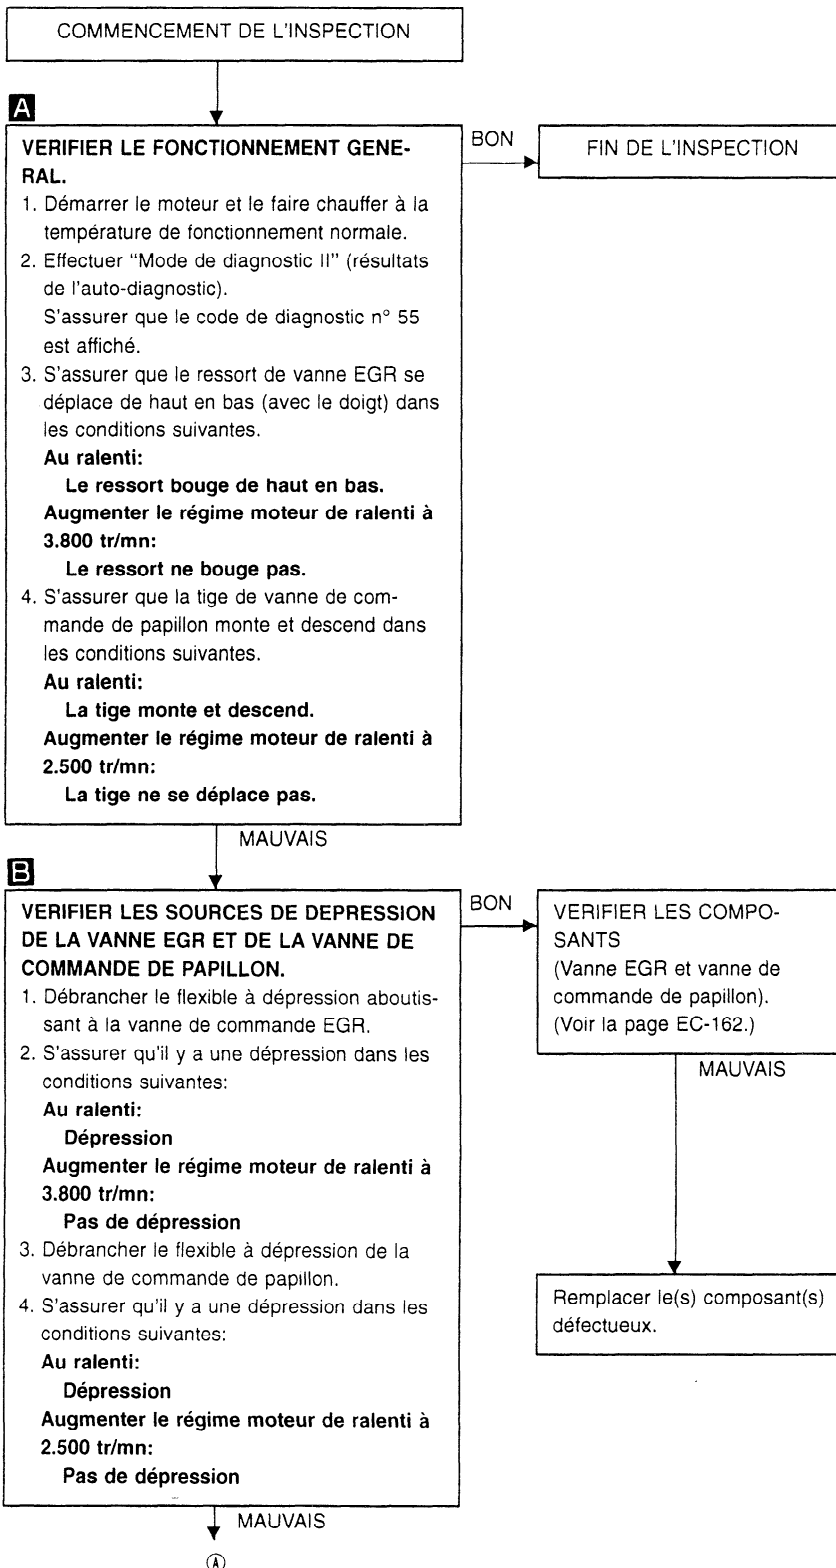 COMMENCEMENT DE L'INSPECTION
A
VERIFIER LE FONCTIONNEMENT GENE-
RAL.
1. Démarrer le moteur et le faire chauffer à la
température de fonctionnement normale.
2. Effectuer "Mode de diagnostic II" (résultats
de l'auto-diagnostic).
S'assurer que le code de diagnostic n° 55
est affiché.
3. S'assurer que le ressort de vanne EGR se
déplace de haut en bas (avec le doigt) dans
les conditions suivantes.
Au ralenti:
Le ressort bouge de haut en bas.
Augmenter le régime moteur de ralenti à
3.800 tr/mn:
Le ressort ne bouge pas.
4. S'assurer que la tige de vanne de com-
mande de papillon monte et descend dans
les conditions suivantes.
Au ralenti:
La tige monte et descend.
Augmenter le régime moteur de ralenti à
2.500 tr/mn:
La tige ne se déplace pas.
BON
FIN DE L'INSPECTION
MAUVAIS
B
VERIFIER LES SOURCES DE DEPRESSION
DE LA VANNE EGR ET DE LA VANNE DE
COMMANDE DE PAPILLON.
1. Débrancher le flexible à dépression aboutis-
sant à la vanne de commande EGR.
2. S'assurer qu'il y a une dépression dans les
conditions suivantes:
Au ralenti:
Dépression
Augmenter le régime moteur de ralenti à
3.800 tr/mn:
Pas de dépression
3. Débrancher le flexible à dépression de la
vanne de commande de papillon.
4. S'assurer qu'il y a une dépression dans les
conditions suivantes:
Au ralenti:
Dépression
Augmenter le régime moteur de ralenti à
2.500 tr/mn:
Pas de dépression
BON
VERIFIER LES COMPO-
SANTS
(Vanne EGR et vanne de
commande de papillon).
(Voir la page EC-162.)
MAUVAIS
Remplacer le(s) composant(s)
défectueux.
MAUVAIS
Ⓐ